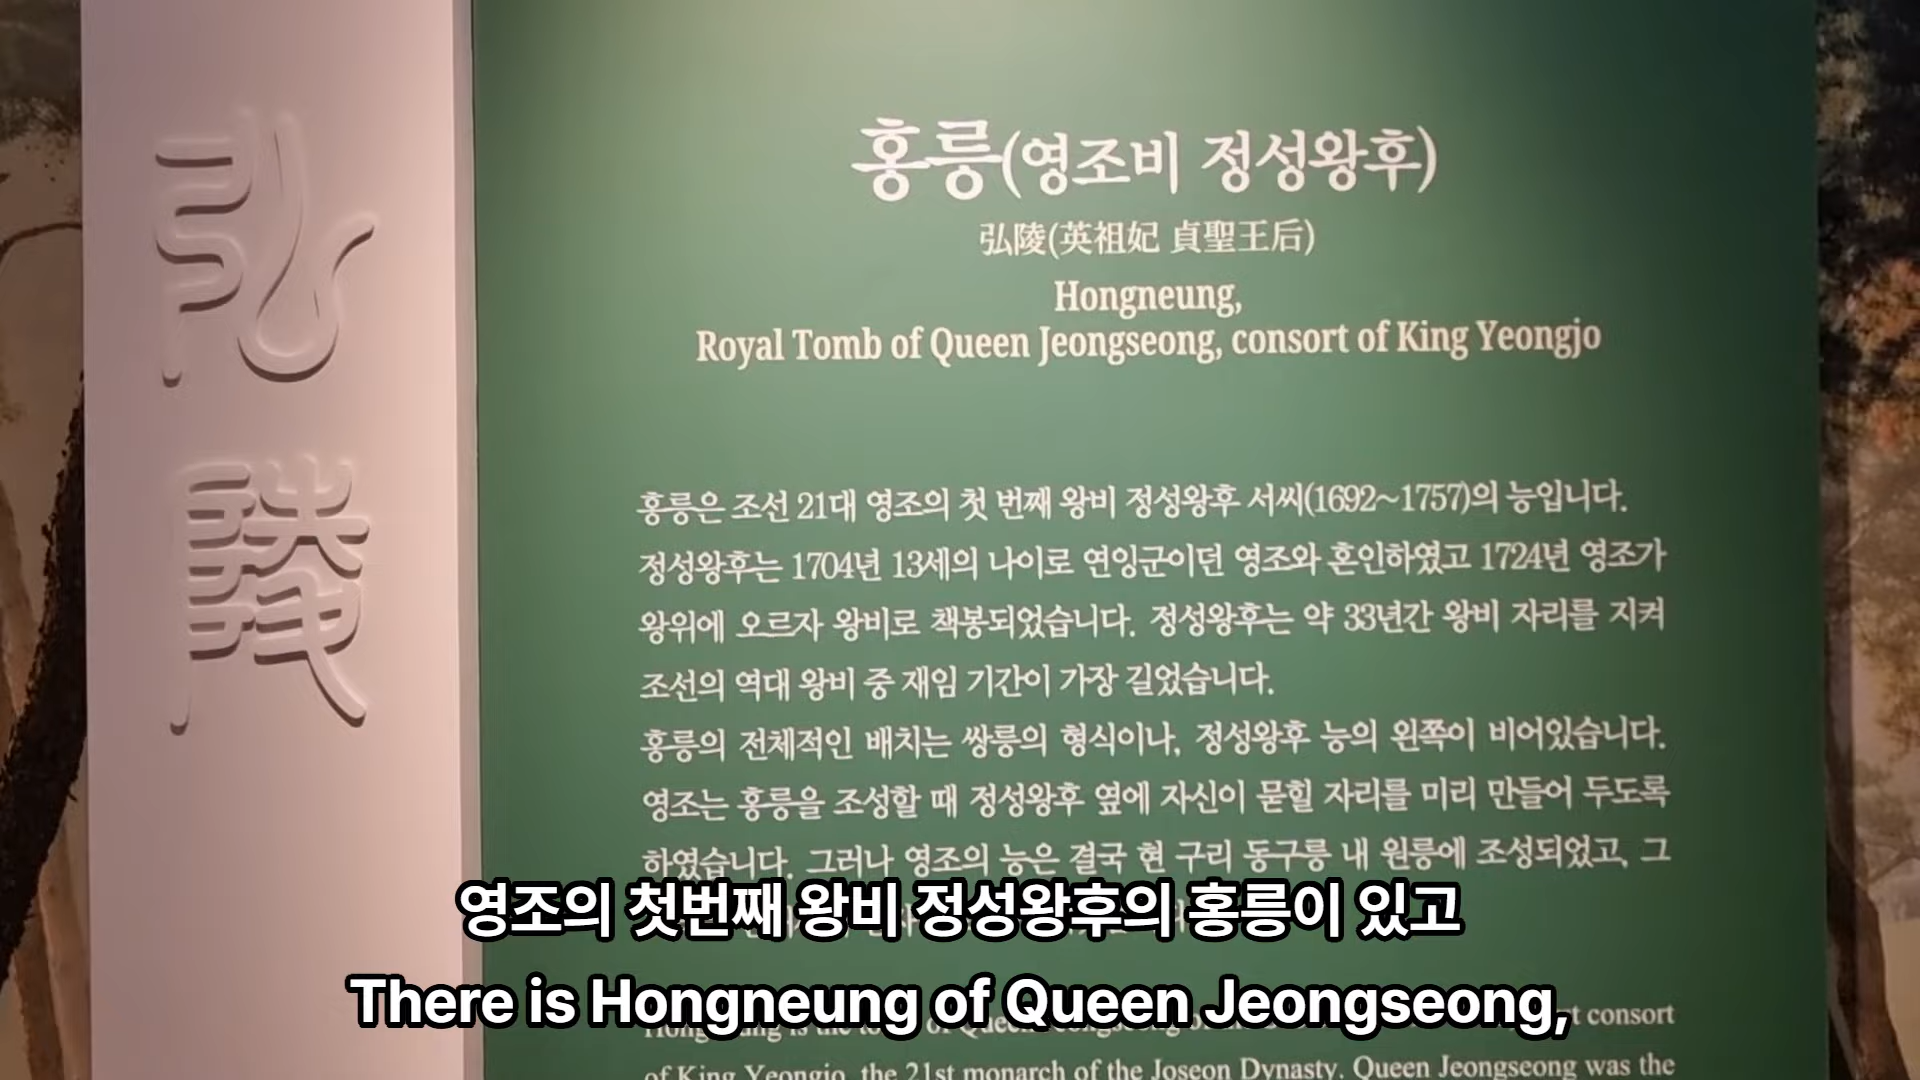 弘陵
홍릉(영조비 정성왕후)
弘陵(英祖妃 貞聖王后)
Hongneung,
Royal Tomb of Queen Jeongseong, consort of King Yeongjo
홍릉은 조선 21대 영조의 첫 번째 왕비 정성왕후 서씨(1692~1757)의 능입니다.
정성왕후는 1704년 13세의 나이로 연잉군이던 영조와 혼인하였고 1724년 영조가
왕위에 오르자 왕비로 책봉되었습니다. 정성왕후는 약 33년간 왕비 자리를 지켜
조선의 역대 왕비 중 재임 기간이 가장 길었습니다.
홍릉의 전체적인 배치는 쌍릉의 형식이나, 정성왕후 능의 왼쪽이 비어있습니다.
영조는 홍릉을 조성할 때 정성왕후 옆에 자신이 묻힐 자리를 미리 만들어 두도록
하였습니다. 그러나 영조의 능은 결국 현 구리 동구릉 내 원릉에 조성되었고, 그
영조의 첫번째 왕비 정성왕후의 홍릉이 있고
There is Hongneung of Queen Jeongseong,
consort
of King Yeongjo, the 21st monarch of the Joseon Dynasty. Queen Jeongseong was the